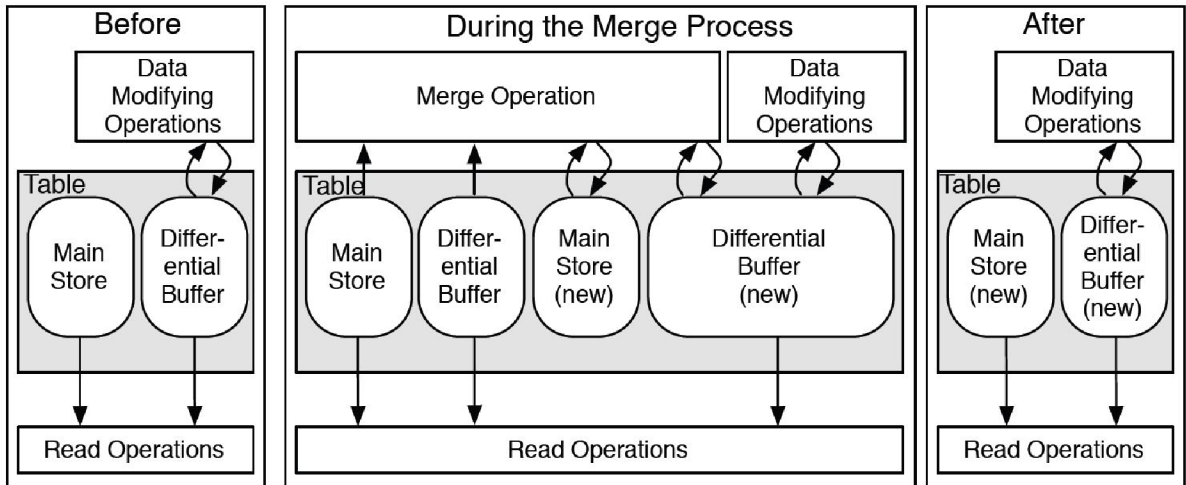 Before
Data
Modifying
Operations
Table
Main
Store
Differ-
ential
Buffer
Read Operations
During the Merge Process
Merge Operation
Data
Modifying
Operations
Table
Main
Store
Differ-
ential
Buffer
Main
Store
(new)
Differential
Buffer
(new)
Read Operations
After
Data
Modifying
Operations
Table
Main
Store
(new)
Differ-
ential
Buffer
(new)
Read Operations